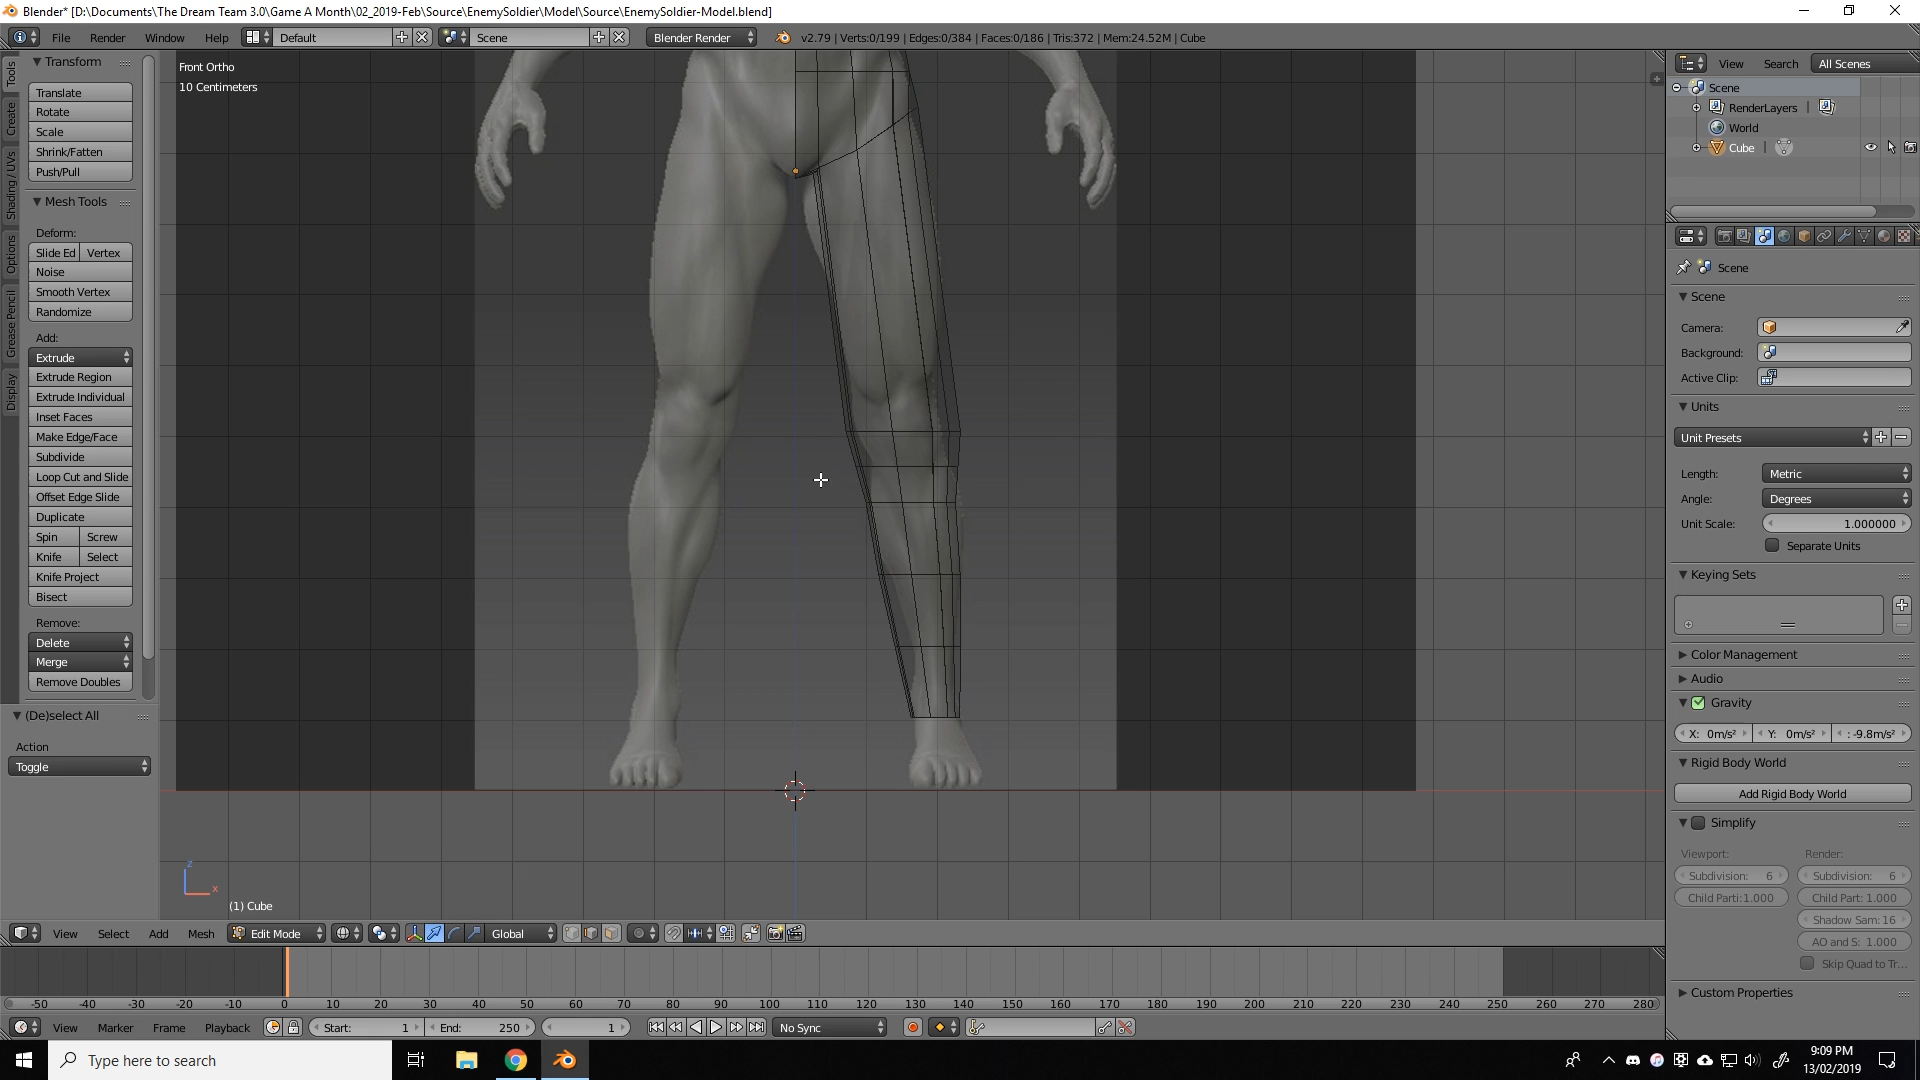 Blender* [D:\Documents\The Dream Team 3.0\Game A Month\02_2019-Feb\Source\EnemySoldier\Model\Source\EnemySoldier-Model.blend]
File Render Window Help Default Scene Blender Render v2.79 | Verts:0/199 | Edges:0/384 | Faces:0/186 | Tris:372 | Mem:24.52M | Cube
Tools
Create
Shading / UVs
Options
Grease Pencil
Display
Transform
Translate
Rotate
Scale
Shrink/Fatten
Push/Pull
Mesh Tools
Deform:
Slide Ed Vertex
Noise
Smooth Vertex
Randomize
Add:
Extrude
Extrude Region
Extrude Individual
Inset Faces
Make Edge/Face
Subdivide
Loop Cut and Slide
Offset Edge Slide
Duplicate
Spin Screw
Knife Select
Knife Project
Bisect
Remove:
Delete
Merge
Remove Doubles
(De)select All
Action
Toggle
Front Ortho
10 Centimeters
z
x
(1) Cube
View Select Add Mesh Edit Mode Global
View Search All Scenes
Scene
RenderLayers |
World
Cube |
Scene
Scene
Camera:
Background:
Active Clip:
Units
Unit Presets
Length: Metric
Angle: Degrees
Unit Scale: 1.000000
Separate Units
Keying Sets
Color Management
Audio
Gravity
X: 0m/s² Y: 0m/s² : -9.8m/s²
Rigid Body World
Add Rigid Body World
Simplify
Viewport: Render:
Subdivision: 6 Subdivision: 6
Child Parti:1.000 Child Part: 1.000
Shadow Sam: 16
AO and S: 1.000
Skip Quad to Tr...
Custom Properties
-50 -40 -30 -20 -10 0 10 20 30 40 50 60 70 80 90 100 110 120 130 140 150 160 170 180 190 200 210 220 230 240 250 260 270 280
View Marker Frame Playback Start: 1 End: 250 1 No Sync
Type here to search
9:09 PM
13/02/2019